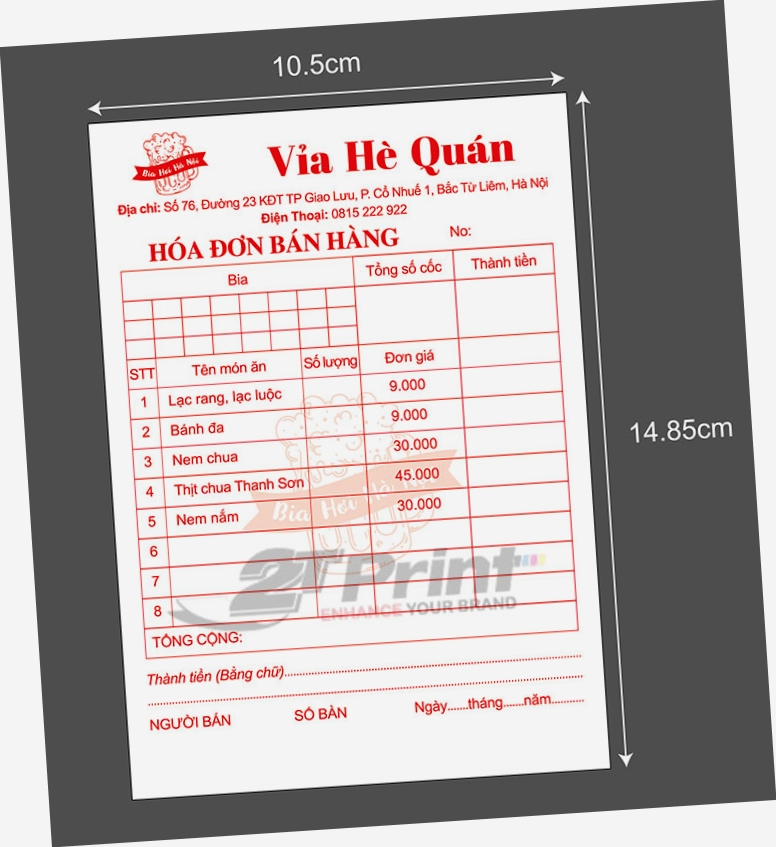 10.5cm
Bia Hơi Hà Nội
Vỉa Hè Quán
Địa chỉ: Số 76, Đường 23 KĐT TP Giao Lưu, P. Cổ Nhuế 1, Bắc Từ Liêm, Hà Nội
Điện Thoại: 0815 222 922
HÓA ĐƠN BÁN HÀNG No:
Bia Tổng số cốc Thành tiền
STT Tên món ăn Số lượng Đơn giá
1 Lạc rang, lạc luộc 9.000
2 Bánh đa 9.000
3 Nem chua 30.000
4 Thịt chua Thanh Sơn 45.000
5 Nem nắm 30.000
Bia Hơi Hà Nội
6
7
8
2T Print
ENHANCE YOUR BRAND
TỔNG CỘNG:
Thành tiền (Bằng chữ)
NGƯỜI BÁN SỐ BÀN Ngày......tháng......năm..........
14.85cm